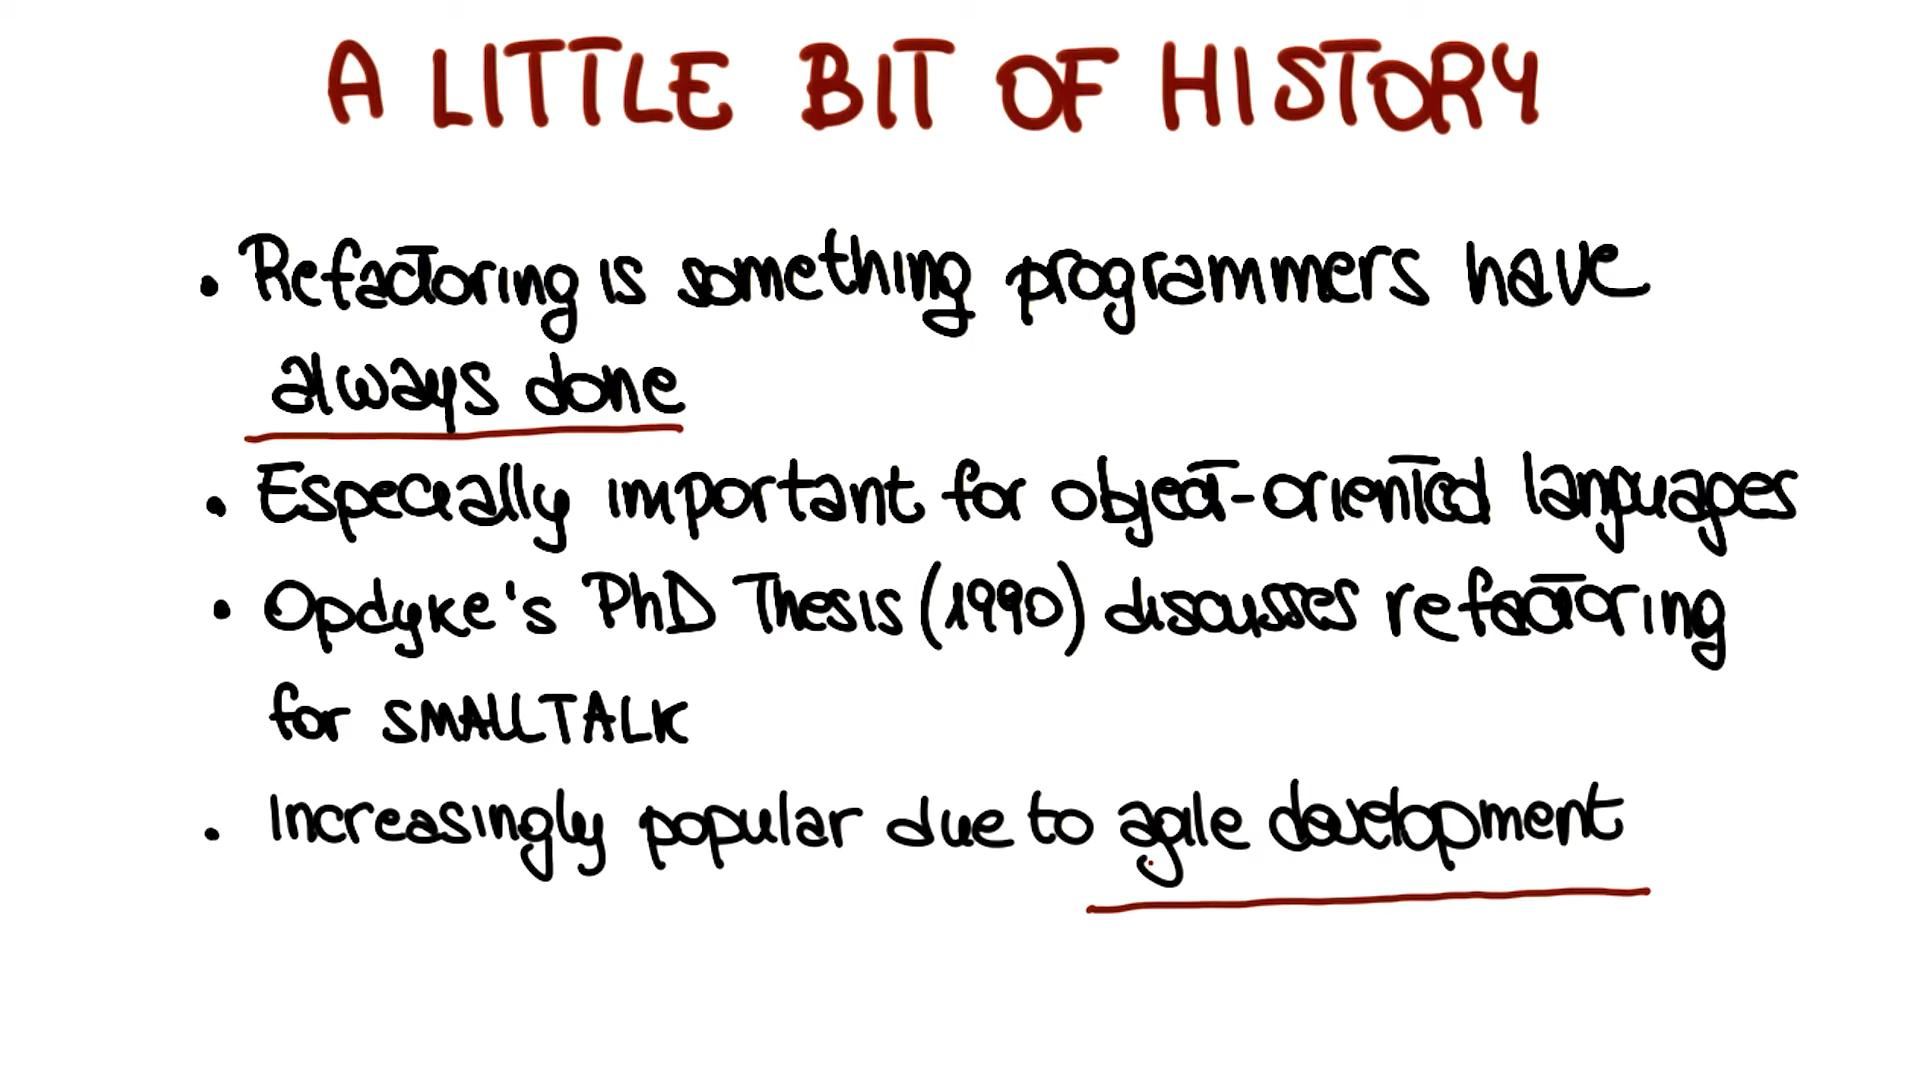 A LITTLE BIT OF HISTORY
• Refactoring is something programmers have
always done
• Especially important for object-oriented languages
• Opdyke's PhD Thesis (1990) discusses refactoring
for SMALLTALK
• Increasingly popular due to agile development